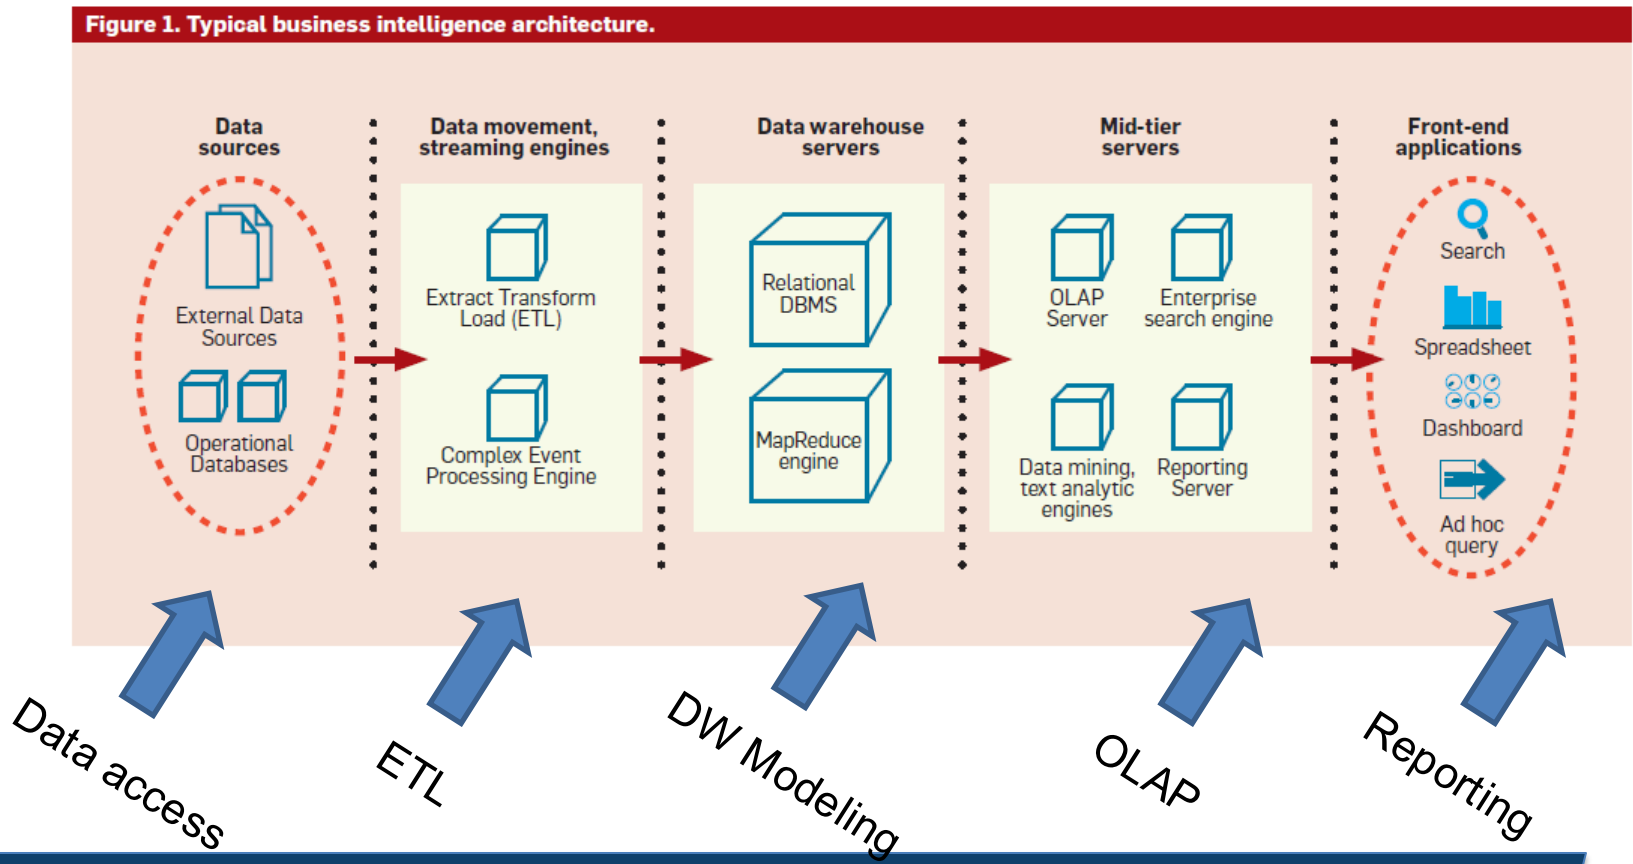 Figure 1. Typical business intelligence architecture.
Data
sources
Data movement,
streaming engines
Data warehouse
servers
Mid-tier
servers
Front-end
applications
External Data
Sources
Operational
Databases
Extract Transform
Load (ETL)
Complex Event
Processing Engine
Relational
DBMS
MapReduce
engine
OLAP
Server
Enterprise
search engine
Data mining,
text analytic
engines
Reporting
Server
Search
Spreadsheet
Dashboard
Ad hoc
query
Data access
ETL
DW Modeling
OLAP
Reporting